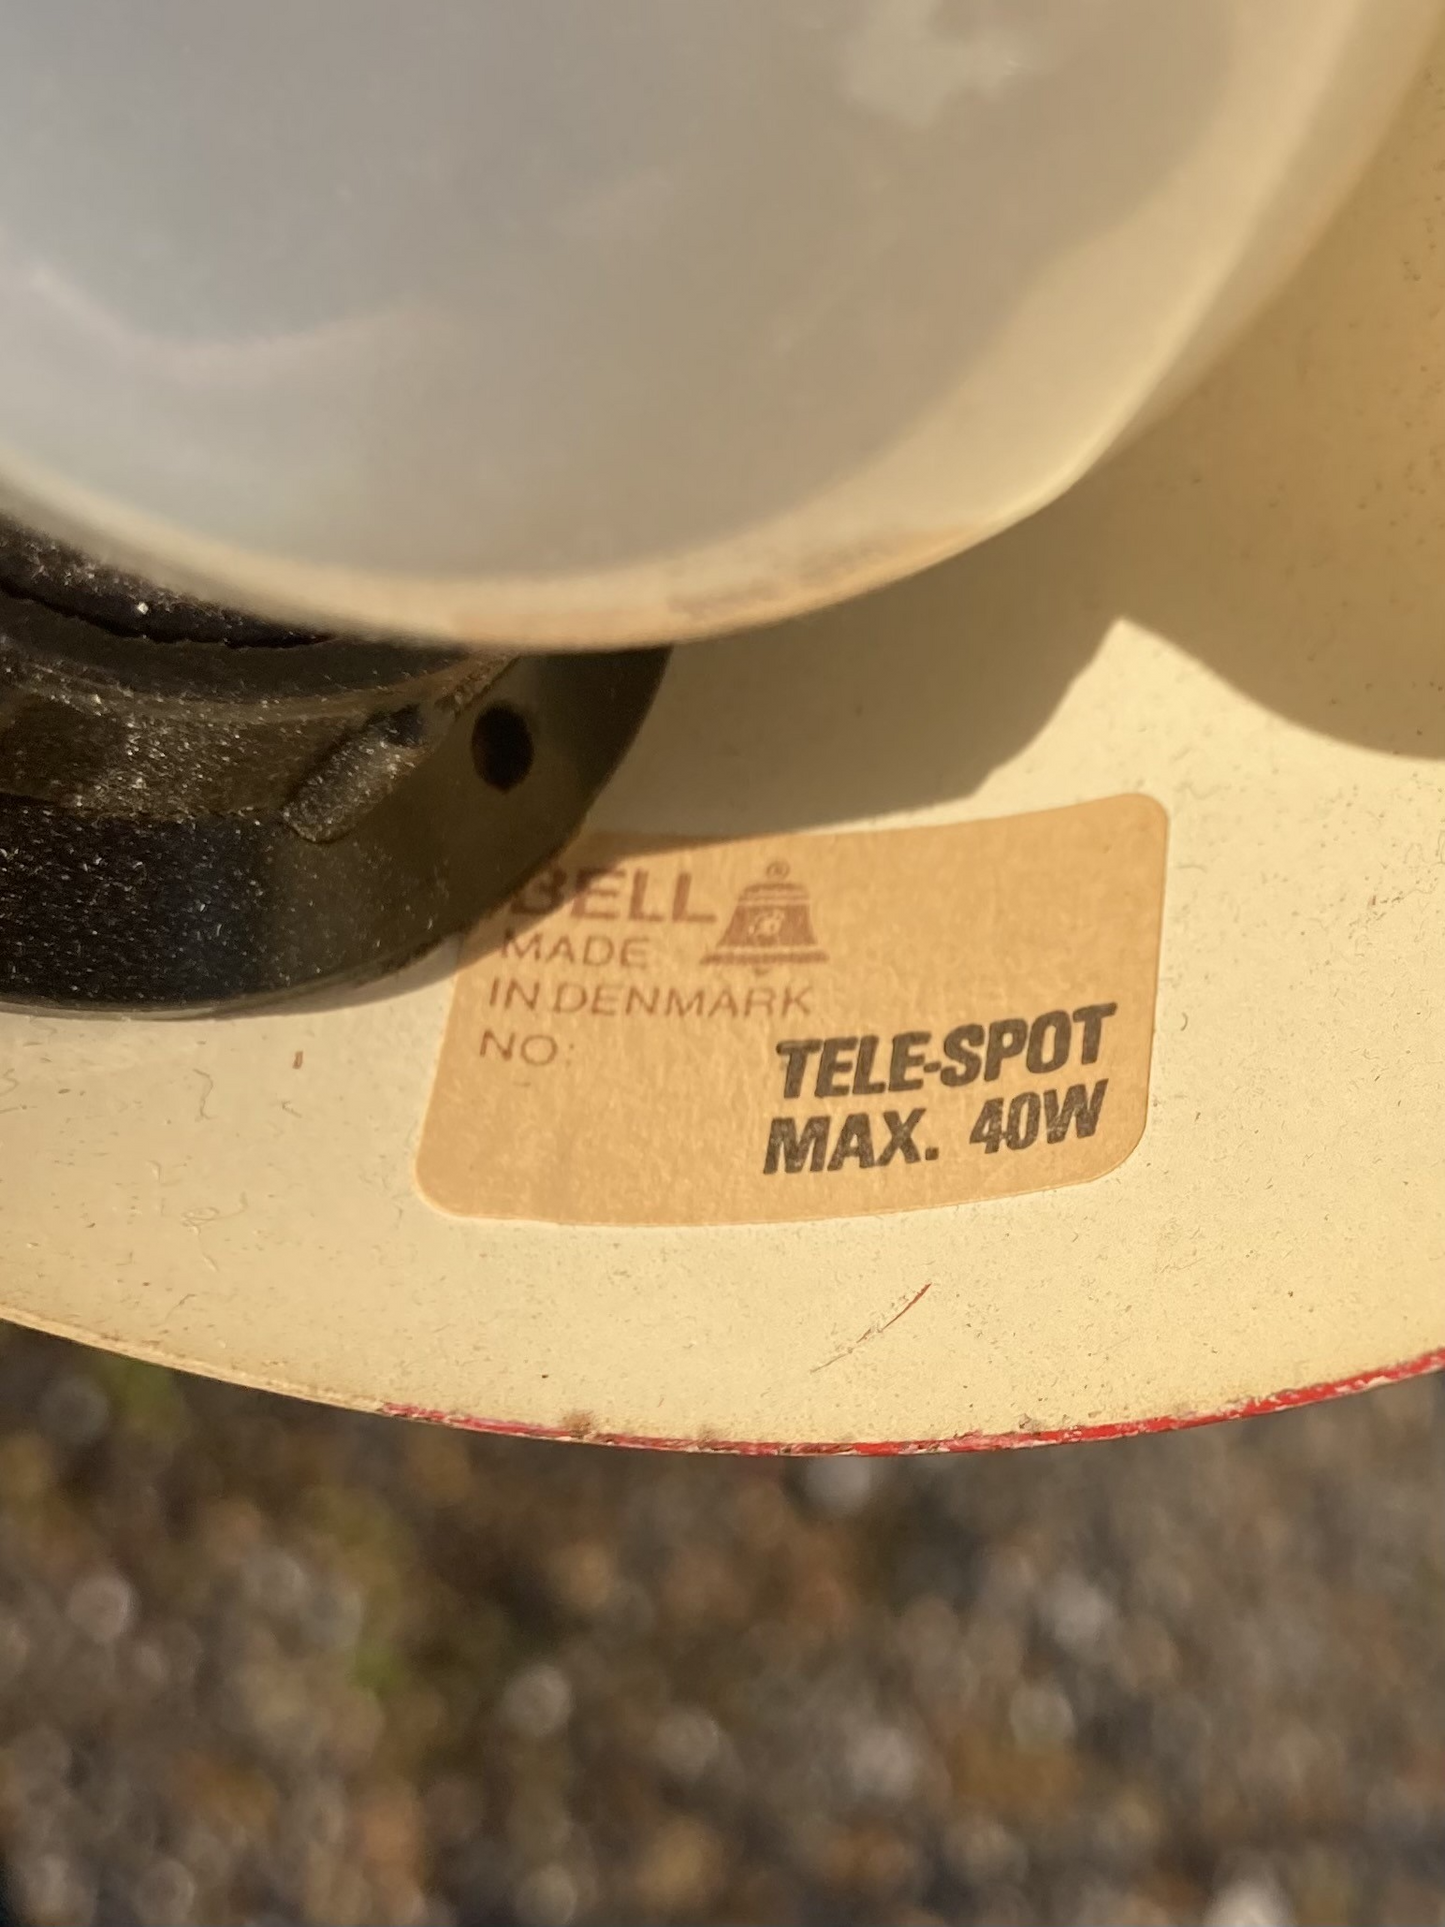 BELL
MADE
IN DENMARK
NO:
TELE-SPOT
MAX. 40W